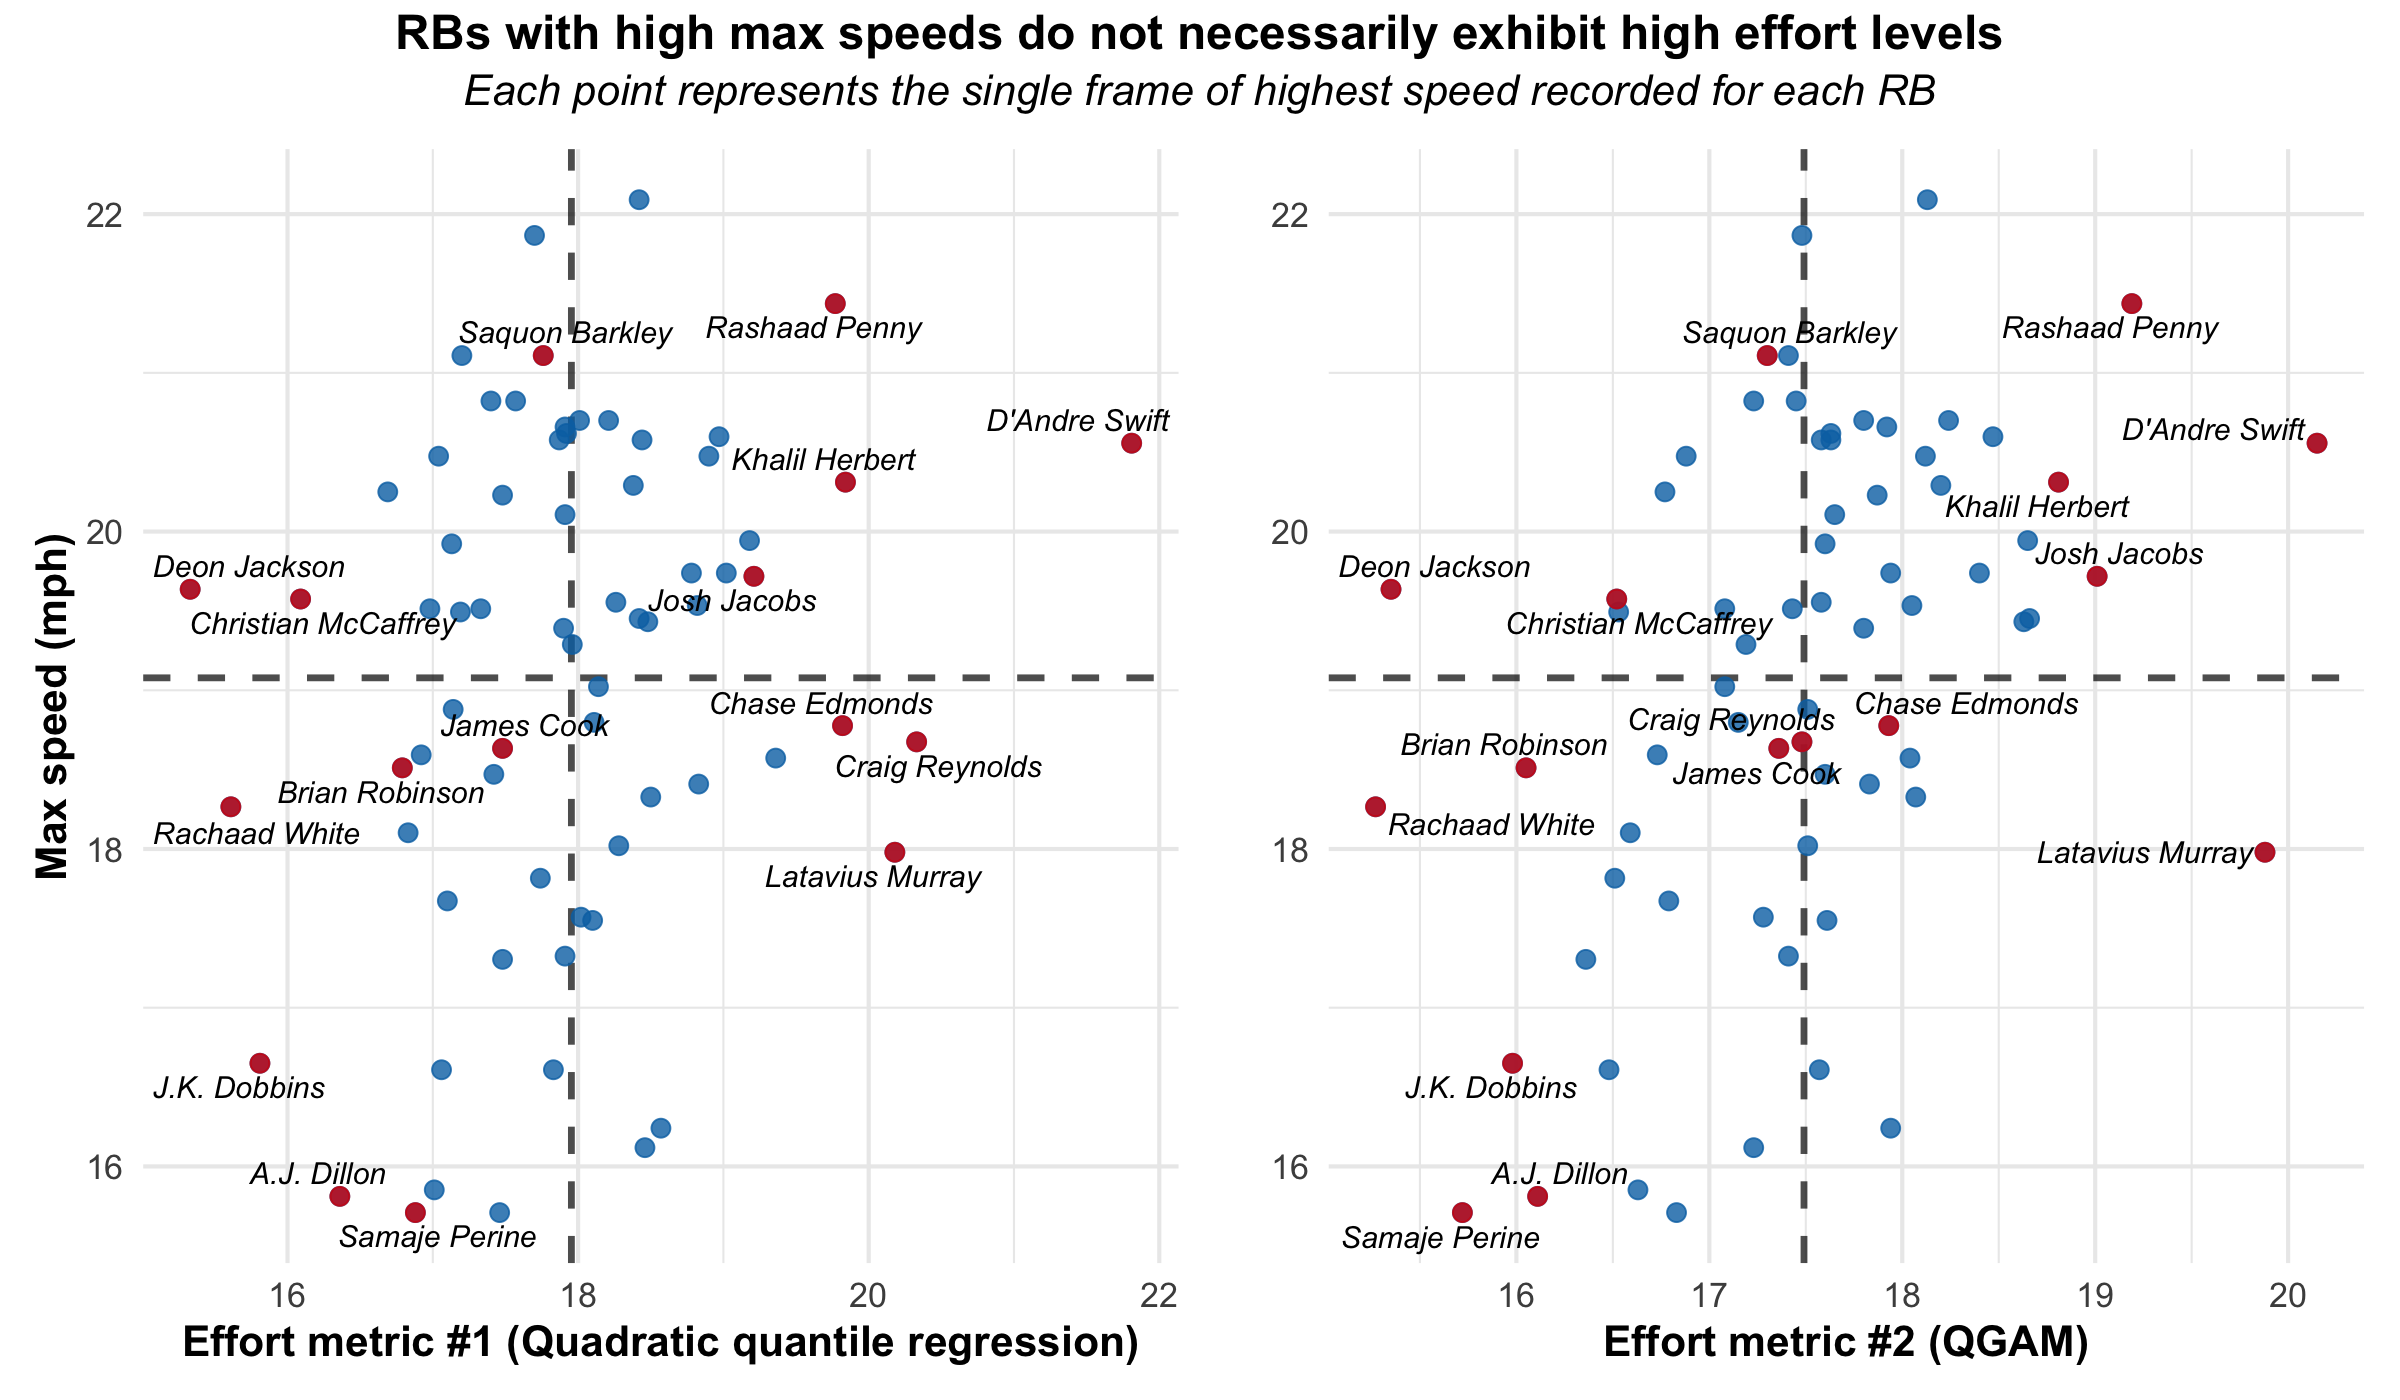 RBs with high max speeds do not necessarily exhibit high effort levels
Each point represents the single frame of highest speed recorded for each RB
Max speed (mph)
22
20
18
16
Saquon Barkley
Rashaad Penny
D'Andre Swift
Khalil Herbert
Deon Jackson
Josh Jacobs
Christian McCaffrey
Chase Edmonds
James Cook
Craig Reynolds
Brian Robinson
Rachaad White
Latavius Murray
J.K. Dobbins
A.J. Dillon
Samaje Perine
16
18
20
22
Effort metric #1 (Quadratic quantile regression)
22
20
18
16
Saquon Barkley
Rashaad Penny
D'Andre Swift
Khalil Herbert
Josh Jacobs
Deon Jackson
Christian McCaffrey
Chase Edmonds
Craig Reynolds
Brian Robinson
James Cook
Rachaad White
Latavius Murray
J.K. Dobbins
A.J. Dillon
Samaje Perine
16
17
18
19
20
Effort metric #2 (QGAM)